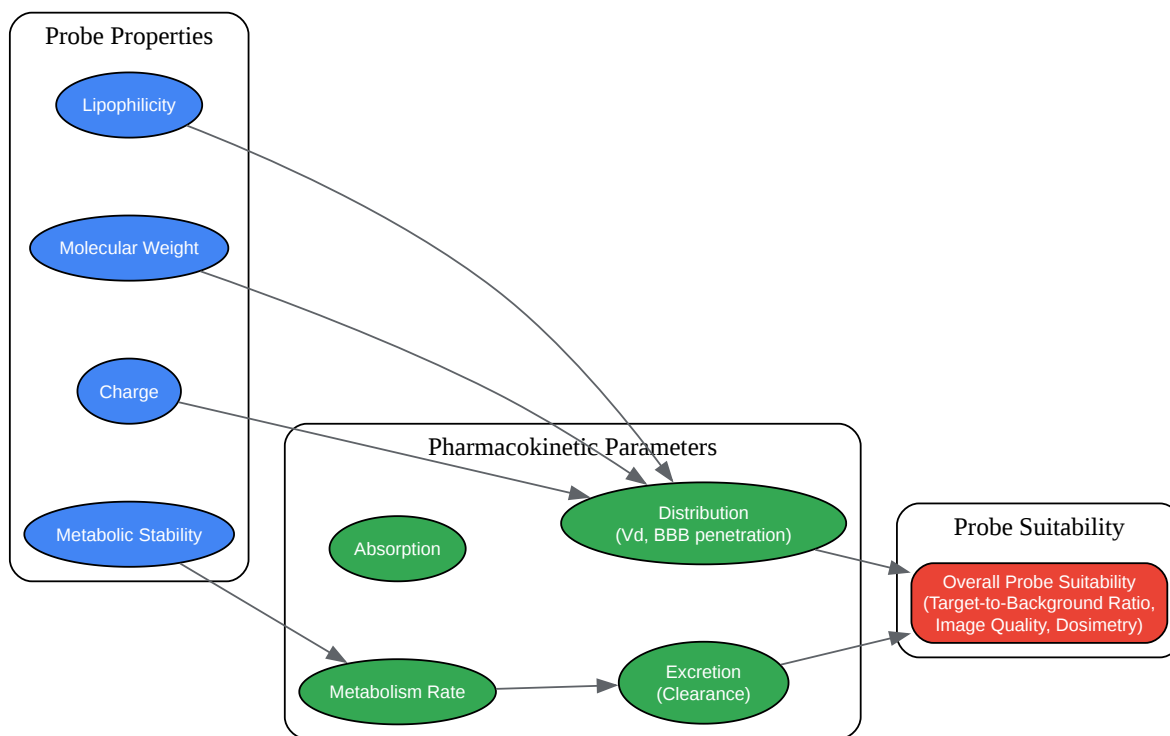 Probe Properties
Lipophilicity
Molecular Weight
Charge
Metabolic Stability
Pharmacokinetic Parameters
Absorption
Distribution
(Vd, BBB penetration)
Metabolism Rate
Excretion
(Clearance)
Probe Suitability
Overall Probe Suitability
(Target-to-Background Ratio,
Image Quality, Dosimetry)